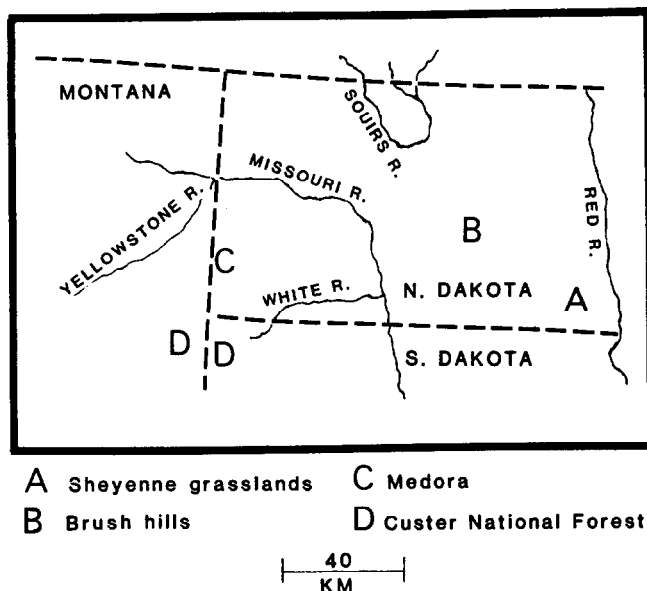 MONTANA
SOUIRS R.
MISSOURI R.
RED R.
YELLOWSTONE R.
B
C
WHITE R.
N. DAKOTA
A
D
D
S. DAKOTA
A Sheyenne grasslands
C Medora
B Brush hills
D Custer National Forest
40
KM